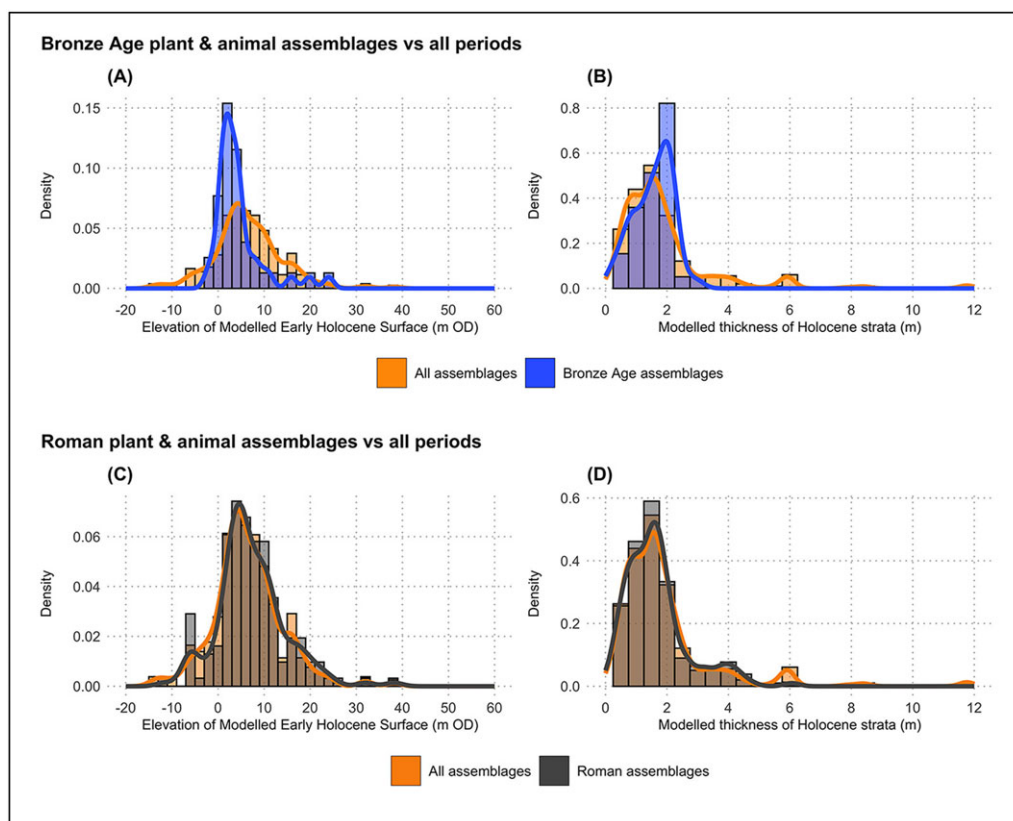 Bronze Age plant & animal assemblages vs all periods
(A)
(B)
0.15
0.10
0.05
0.00
Density
-20 -10 0 10 20 30 40 50 60
Elevation of Modelled Early Holocene Surface (m OD)
0.8
0.6
0.4
0.2
0.0
Density
0 2 4 6 8 10 12
Modelled thickness of Holocene strata (m)
All assemblages
Bronze Age assemblages
Roman plant & animal assemblages vs all periods
(C)
(D)
0.06
0.04
0.02
0.00
Density
-20 -10 0 10 20 30 40 50 60
Elevation of Modelled Early Holocene Surface (m OD)
0.6
0.4
0.2
0.0
Density
0 2 4 6 8 10 12
Modelled thickness of Holocene strata (m)
All assemblages
Roman assemblages